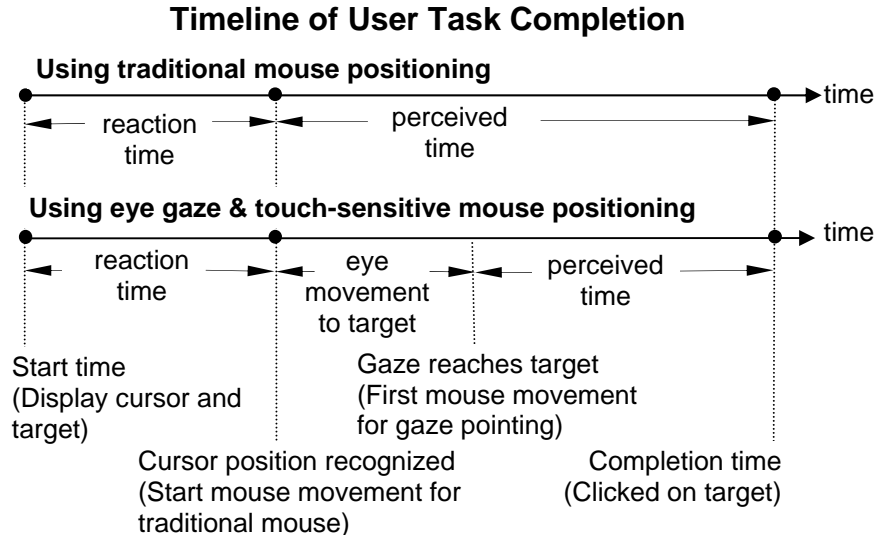 Timeline of User Task Completion
Using traditional mouse positioning
time
reaction
time
perceived
time
Using eye gaze & touch-sensitive mouse positioning
time
reaction
time
eye
movement
to target
perceived
time
Start time
(Display cursor and
target)
Gaze reaches target
(First mouse movement
for gaze pointing)
Cursor position recognized
(Start mouse movement for
traditional mouse)
Completion time
(Clicked on target)